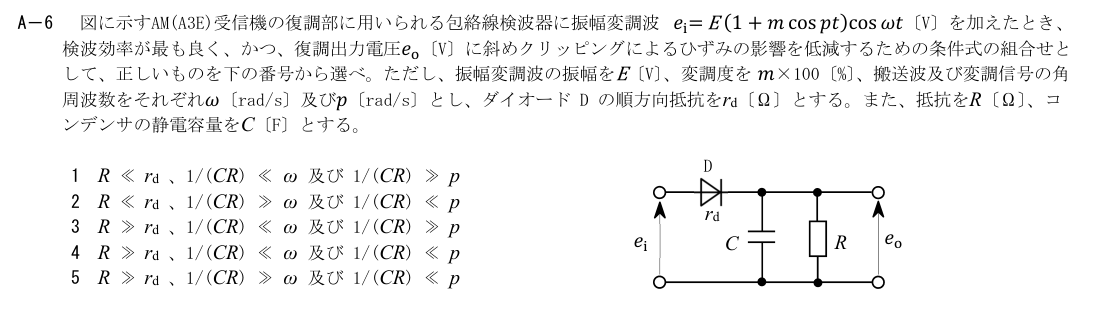 A－6　図に示すAM(A3E)受信機の復調部に用いられる包絡線検波器に振幅変調波 ei= E(1 + m cos pt)cos ωt〔V〕を加えたとき、
検波効率が最も良く、かつ、復調出力電圧eo〔V〕に斜めクリッピングによるひずみの影響を低減するための条件式の組合せと
して、正しいものを下の番号から選べ。ただし、振幅変調波の振幅をE〔V〕、変調度を m×100〔%〕、搬送波及び変調信号の角
周波数をそれぞれω〔rad/s〕及びp〔rad/s〕とし、ダイオード D の順方向抵抗をrd〔Ω〕とする。また、抵抗をR〔Ω〕、コ
ンデンサの静電容量をC〔F〕とする。
1 R ≪ rd 、1/(CR) ≪ ω 及び 1/(CR) ≫ p
2 R ≪ rd 、1/(CR) ≫ ω 及び 1/(CR) ≪ p
3 R ≫ rd 、1/(CR) ≪ ω 及び 1/(CR) ≫ p
4 R ≫ rd 、1/(CR) ≪ ω 及び 1/(CR) ≪ p
5 R ≫ rd 、1/(CR) ≫ ω 及び 1/(CR) ≪ p
D
rd
ei
C
R
eo